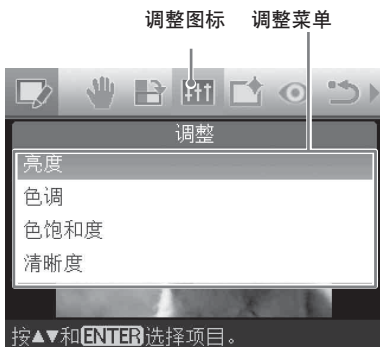 调整图标 调整菜单
调整
亮度
色调
色饱和度
清晰度
按▲▼和ENTER选择项目。